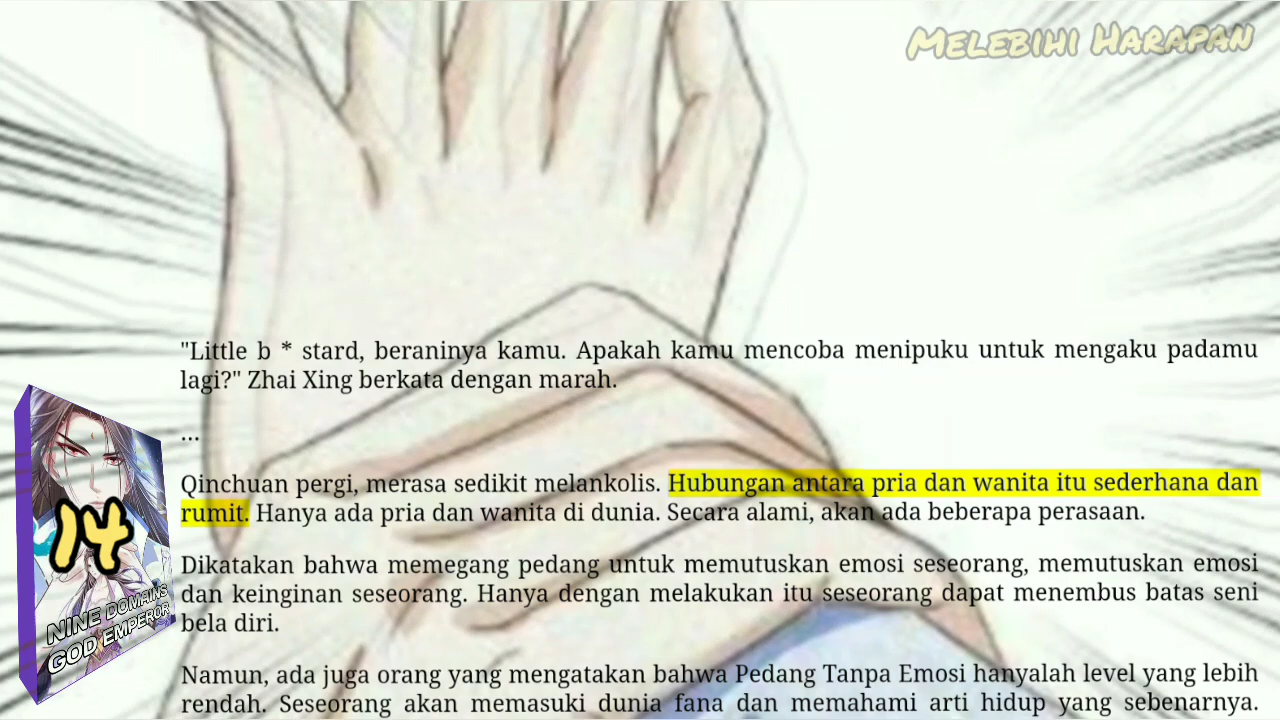 Melebihi Harapan
"Little b * stard, beraninya kamu. Apakah kamu mencoba menipuku untuk mengaku padamu
lagi?" Zhai Xing berkata dengan marah.
...
Qinchuan pergi, merasa sedikit melankolis. Hubungan antara pria dan wanita itu sederhana dan
rumit. Hanya ada pria dan wanita di dunia. Secara alami, akan ada beberapa perasaan.
Dikatakan bahwa memegang pedang untuk memutuskan emosi seseorang, memutuskan emosi
dan keinginan seseorang. Hanya dengan melakukan itu seseorang dapat menembus batas seni
bela diri.
Namun, ada juga orang yang mengatakan bahwa Pedang Tanpa Emosi hanyalah level yang lebih
rendah. Seseorang akan memasuki dunia fana dan memahami arti hidup yang sebenarnya.
14
Nine Domains
God Emperor